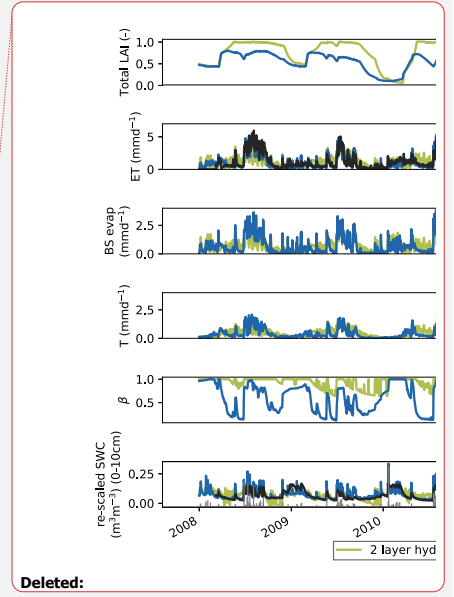 Total LAI (-)
1.0
0.5
0.0
ET (mmd⁻¹)
5
0
BS evap
(mmd⁻¹)
2.5
0.0
T (mmd⁻¹)
2.5
0.0
β
1.0
0.5
re-scaled SWC
(m³m⁻³) (0-10cm)
0.25
0.00
2008
2009
2010
2 layer hyd
Deleted: